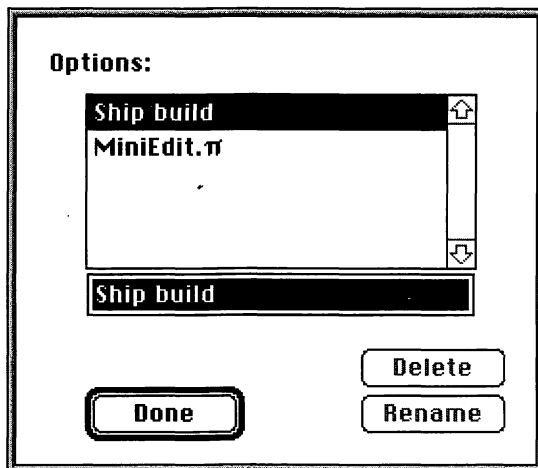 Options:
Ship build
MiniEdit.π
Ship build
Delete
Done
Rename